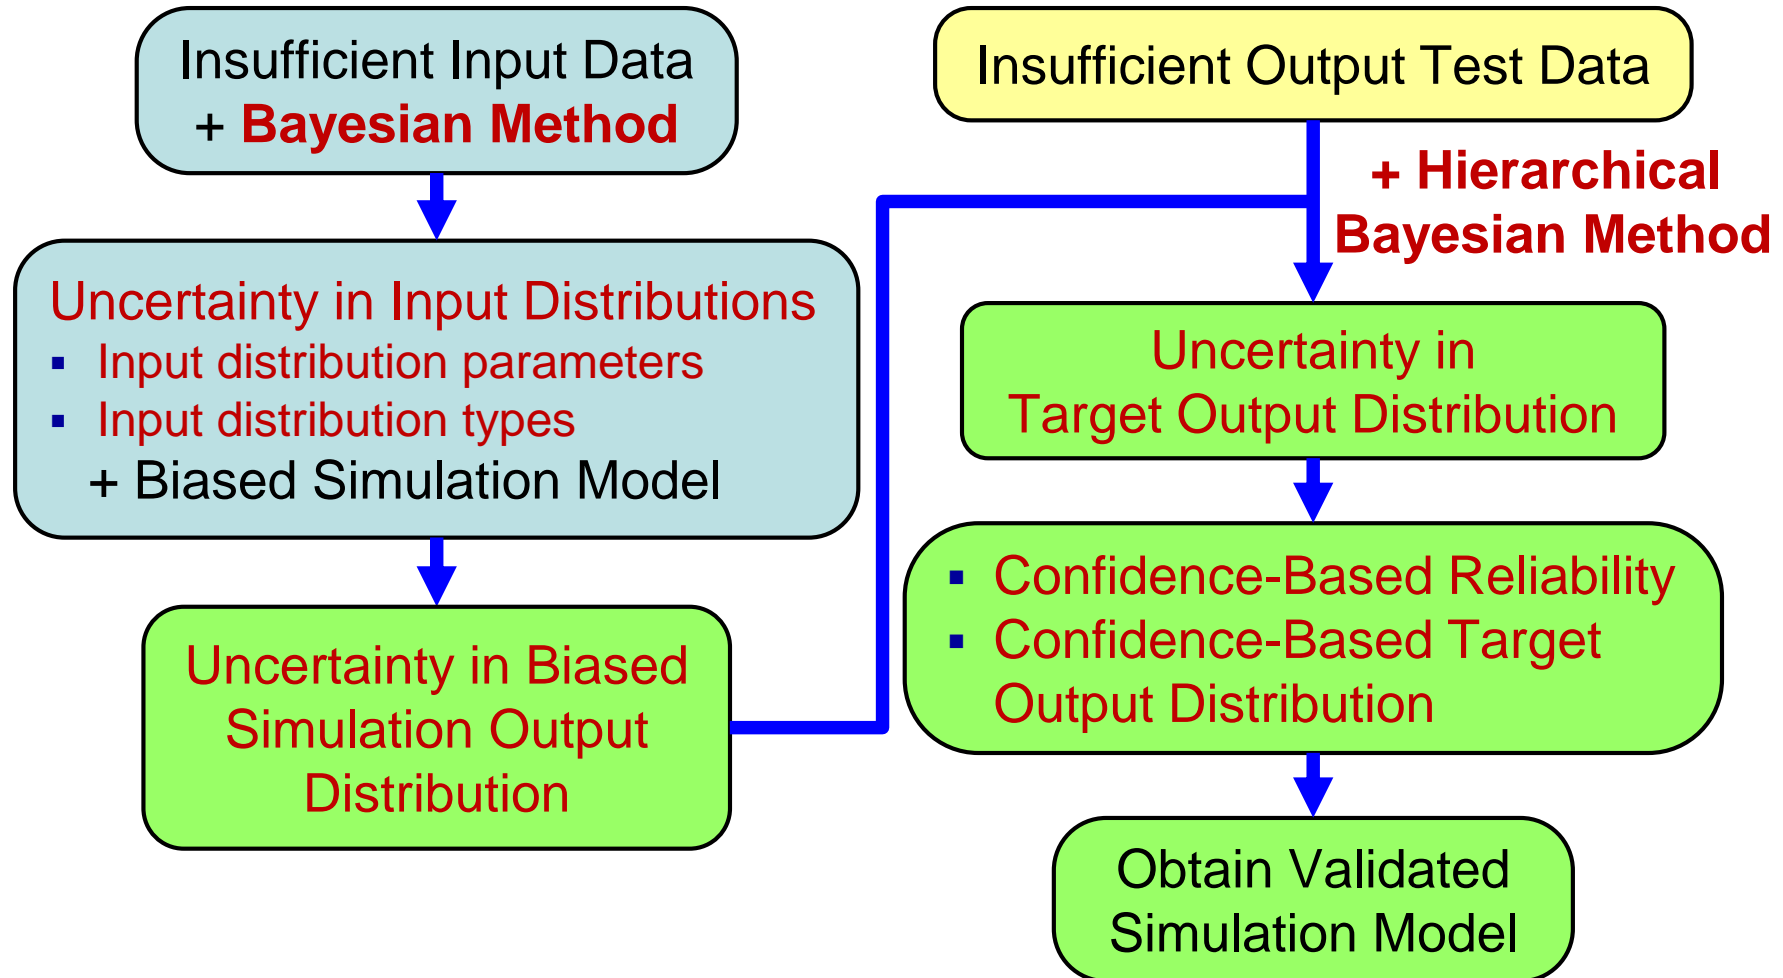 Insufficient Input Data
+ Bayesian Method
Uncertainty in Input Distributions
▪ Input distribution parameters
▪ Input distribution types
+ Biased Simulation Model
Uncertainty in Biased
Simulation Output
Distribution
Insufficient Output Test Data
+ Hierarchical
Bayesian Method
Uncertainty in
Target Output Distribution
▪ Confidence-Based Reliability
▪ Confidence-Based Target
Output Distribution
Obtain Validated
Simulation Model